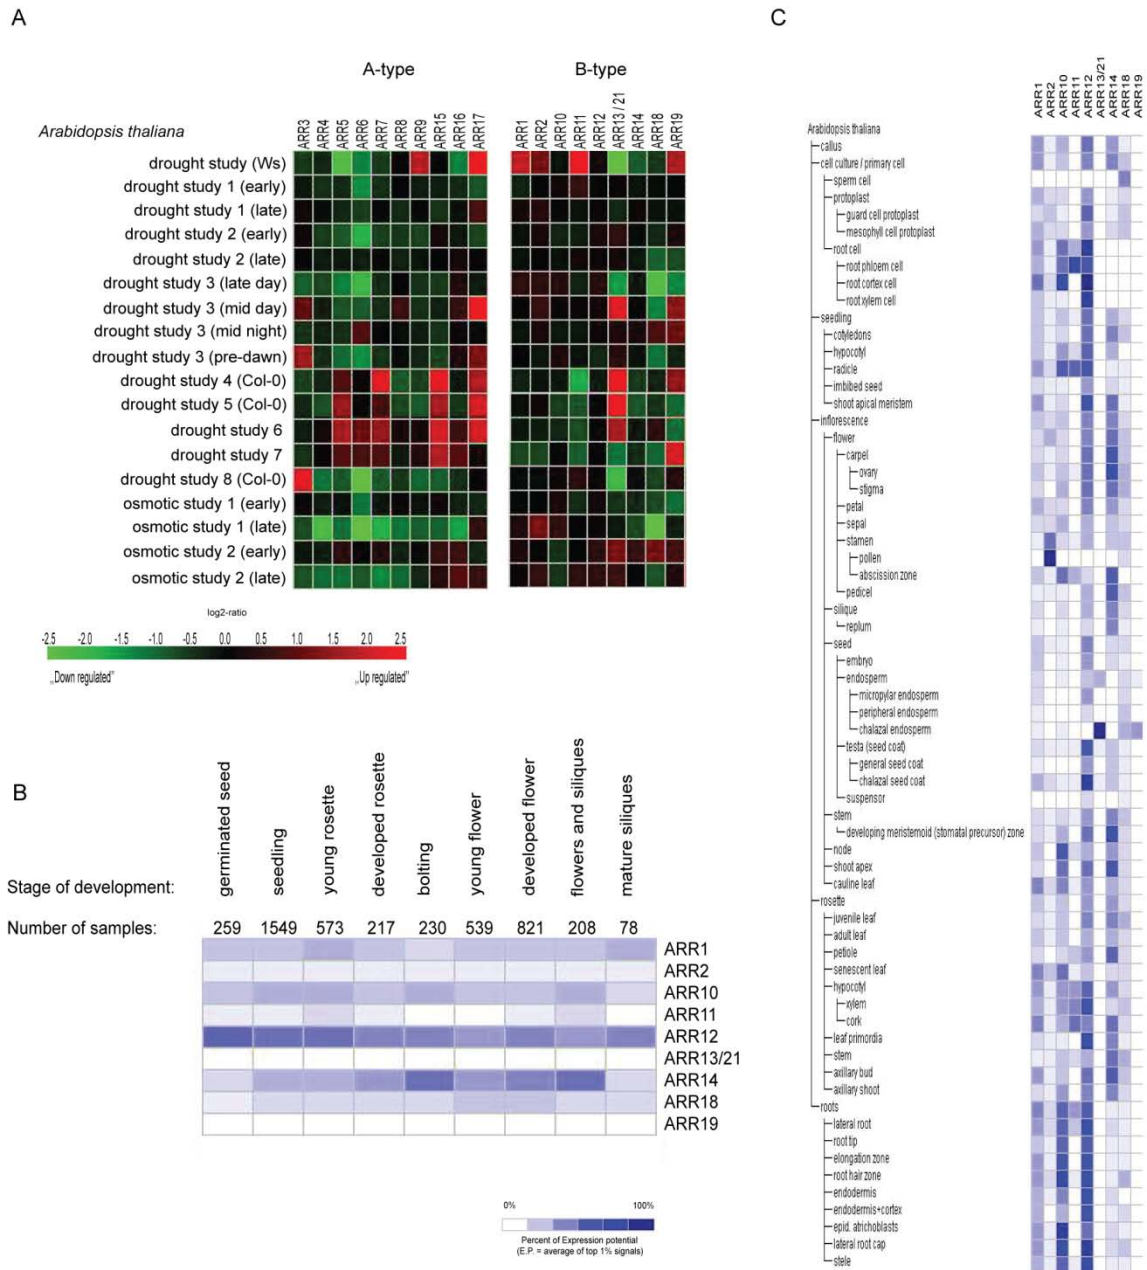 A
A-type
B-type
Arabidopsis thaliana
ARR3 ARR4 ARR5 ARR6 ARR7 ARR8 ARR9 ARR15 ARR16 ARR17
ARR1 ARR2 ARR10 ARR11 ARR12 ARR13 / 21 ARR14 ARR18 ARR19
drought study (Ws)
drought study 1 (early)
drought study 1 (late)
drought study 2 (early)
drought study 2 (late)
drought study 3 (late day)
drought study 3 (mid day)
drought study 3 (mid night)
drought study 3 (pre-dawn)
drought study 4 (Col-0)
drought study 5 (Col-0)
drought study 6
drought study 7
drought study 8 (Col-0)
osmotic study 1 (early)
osmotic study 1 (late)
osmotic study 2 (early)
osmotic study 2 (late)
log2-ratio
-2.5 -2.0 -1.0 -0.5 0.0 0.5 1.0 1.5 2.0 2.5
„Down regulated” „Up regulated”
B
Stage of development:
germinated seed
seedling
young rosette
developed rosette
bolting
young flower
developed flower
flowers and siliques
mature siliques
Number of samples: 259 1549 573 217 230 539 821 208 78
ARR1
ARR2
ARR10
ARR11
ARR12
ARR13/21
ARR14
ARR18
ARR19
0% 100%
Percent of Expression potential
(E.P. = average of top 1% signals)
C
ARR1 ARR2 ARR10 ARR11 ARR12 ARR13/21 ARR14 ARR18 ARR19
Arabidopsis thaliana
callus
cell culture / primary cell
sperm cell
protoplast
guard cell protoplast
mesophyll cell protoplast
root cell
root phloem cell
root cortex cell
root xylem cell
seedling
cotyledons
hypocotyl
radicle
imbibed seed
shoot apical meristem
inflorescence
flower
carpel
ovary
stigma
petal
sepal
stamen
pollen
abscission zone
pedicel
silique
replum
seed
embryo
endosperm
micropylar endosperm
peripheral endosperm
chalazal endosperm
testa (seed coat)
general seed coat
chalazal seed coat
suspensor
stem
developing meristemoid (stomatal precursor) zone
node
shoot apex
cauline leaf
rosette
juvenile leaf
adult leaf
petiole
senescent leaf
hypocotyl
xylem
cork
leaf primordia
stem
axillary bud
axillary shoot
roots
lateral root
root tip
elongation zone
root hair zone
endodermis
endodermis+cortex
epid. atrichoblasts
lateral root cap
stele